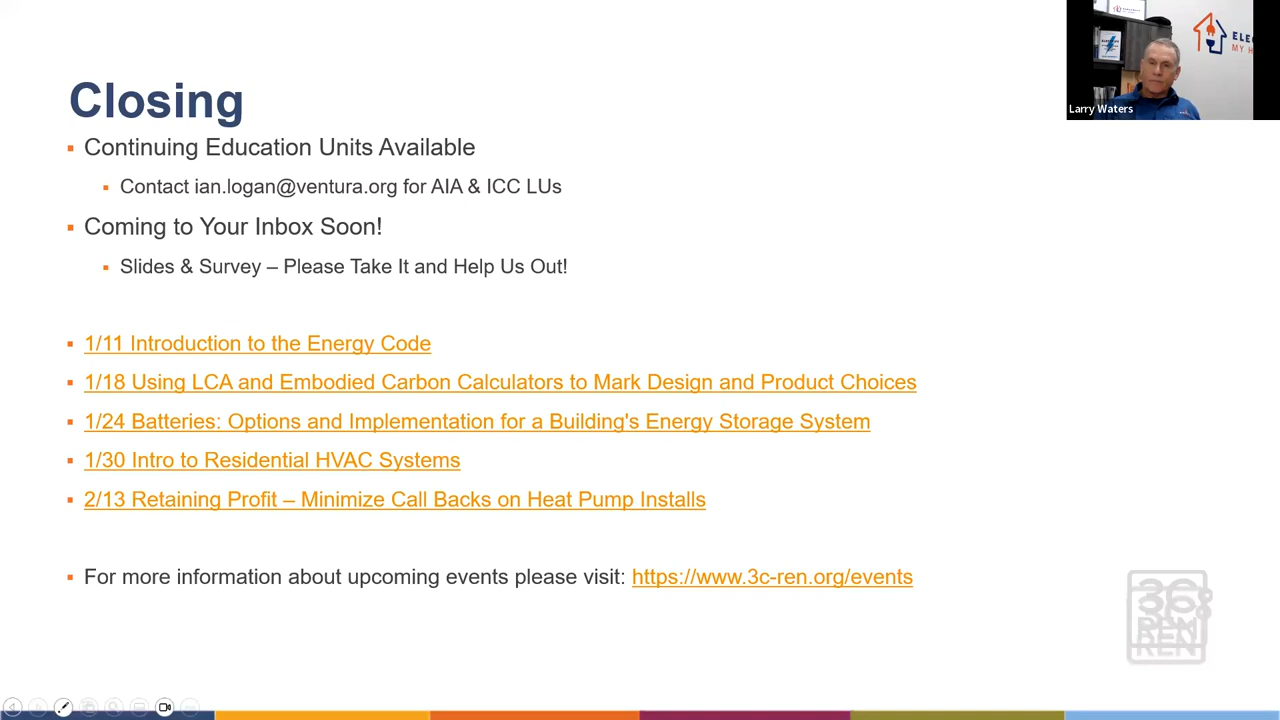 Closing
Continuing Education Units Available
Contact ian.logan@ventura.org for AIA & ICC LUs
Coming to Your Inbox Soon!
Slides & Survey – Please Take It and Help Us Out!
1/11 Introduction to the Energy Code
1/18 Using LCA and Embodied Carbon Calculators to Mark Design and Product Choices
1/24 Batteries: Options and Implementation for a Building's Energy Storage System
1/30 Intro to Residential HVAC Systems
2/13 Retaining Profit – Minimize Call Backs on Heat Pump Installs
For more information about upcoming events please visit: https://www.3c-ren.org/events
Larry Waters
REN